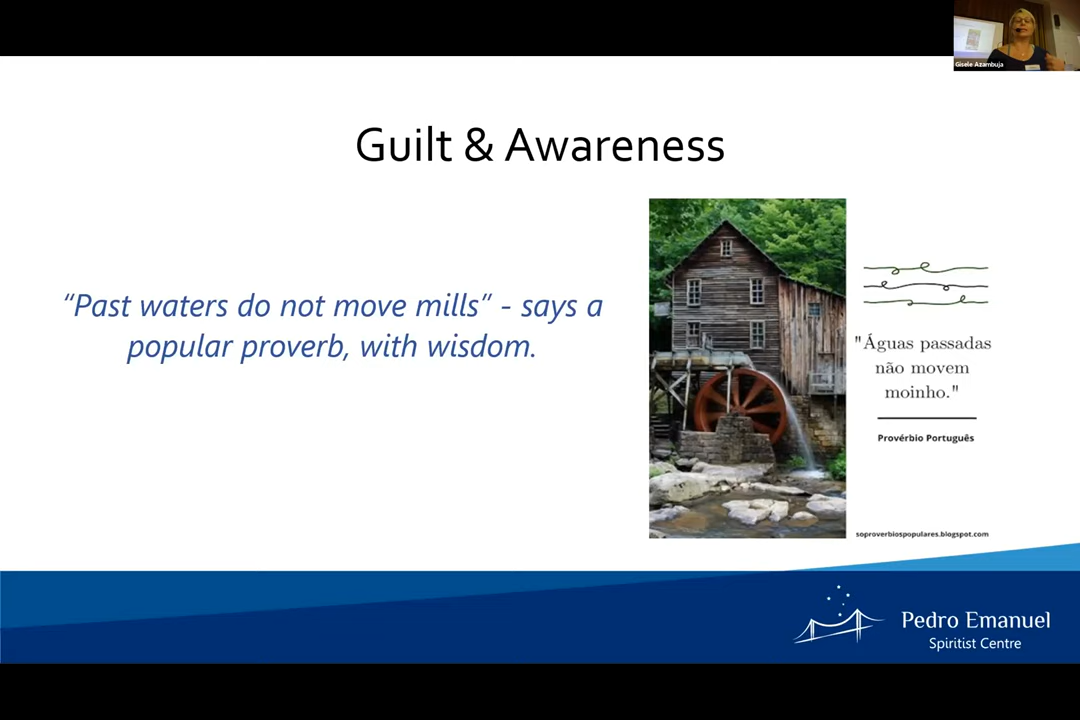 Gisele Azambuja
Guilt & Awareness
“Past waters do not move mills” - says a
popular proverb, with wisdom.
"Águas passadas
não movem
moinho."
Provérbio Português
soproverbiospopulares.blogspot.com
Pedro Emanuel
Spiritist Centre